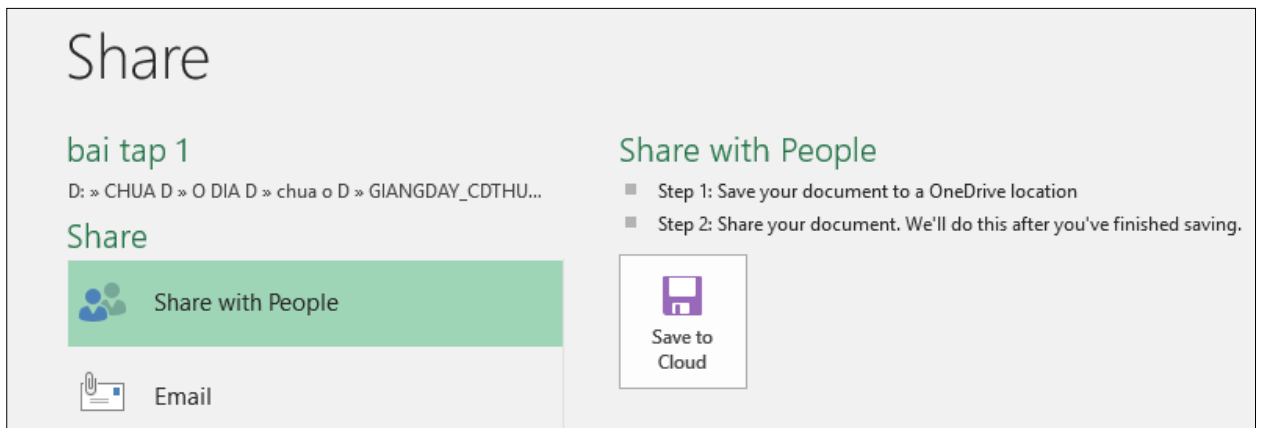 Share
bai tap 1
D: » CHUA D » O DIA D » chua o D » GIANGDAY_CDTHU...
Share
Share with People
Email
Share with People
Step 1: Save your document to a OneDrive location
Step 2: Share your document. We'll do this after you've finished saving.
Save to
Cloud